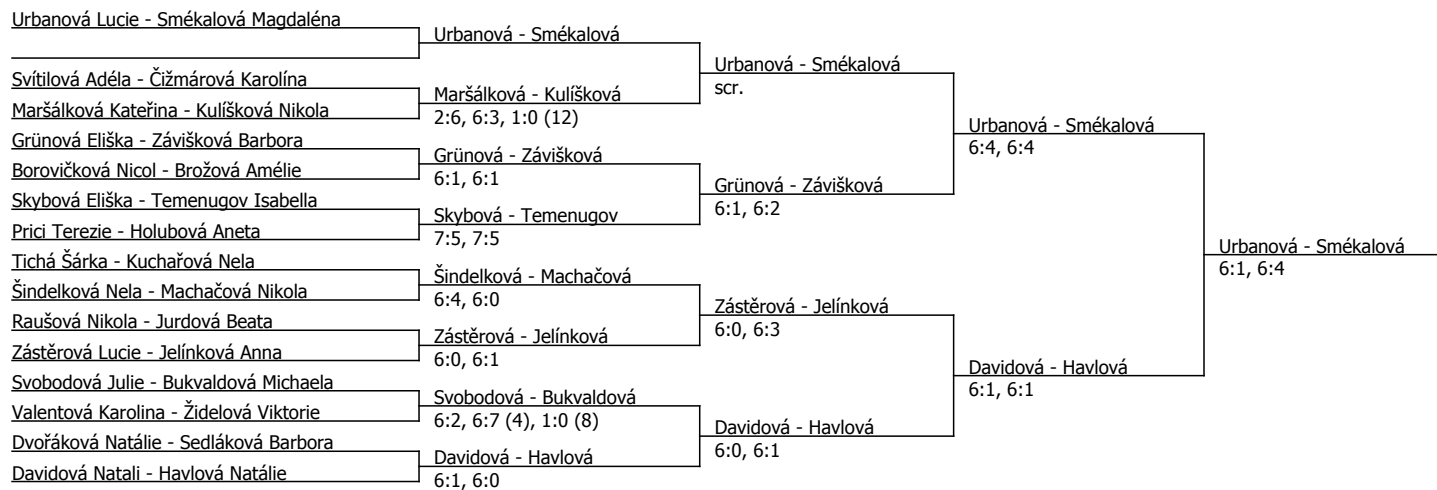 Urbanová Lucie - Smékalová Magdaléna
Svítilová Adéla - Čižmárová Karolína
Maršálková Kateřina - Kulíšková Nikola
Grünová Eliška - Závišková Barbora
Borovičková Nicol - Brožová Amélie
Skybová Eliška - Temenugov Isabella
Prici Terezie - Holubová Aneta
Tichá Šárka - Kuchařová Nela
Šindelková Nela - Machačová Nikola
Raušová Nikola - Jurdová Beata
Zástěrová Lucie - Jelínková Anna
Svobodová Julie - Bukvaldová Michaela
Valentová Karolina - Židelová Viktorie
Dvořáková Natálie - Sedláková Barbora
Davidová Natali - Havlová Natálie
Urbanová - Smékalová
Maršálková - Kulíšková
2:6, 6:3, 1:0 (12)
Grünová - Závišková
6:1, 6:1
Skybová - Temenugov
7:5, 7:5
Šindelková - Machačová
6:4, 6:0
Zástěrová - Jelínková
6:0, 6:1
Svobodová - Bukvaldová
6:2, 6:7 (4), 1:0 (8)
Davidová - Havlová
6:1, 6:0
Urbanová - Smékalová
scr.
Grünová - Závišková
6:1, 6:2
Zástěrová - Jelínková
6:0, 6:3
Davidová - Havlová
6:0, 6:1
Urbanová - Smékalová
6:4, 6:4
Davidová - Havlová
6:1, 6:1
Urbanová - Smékalová
6:1, 6:4